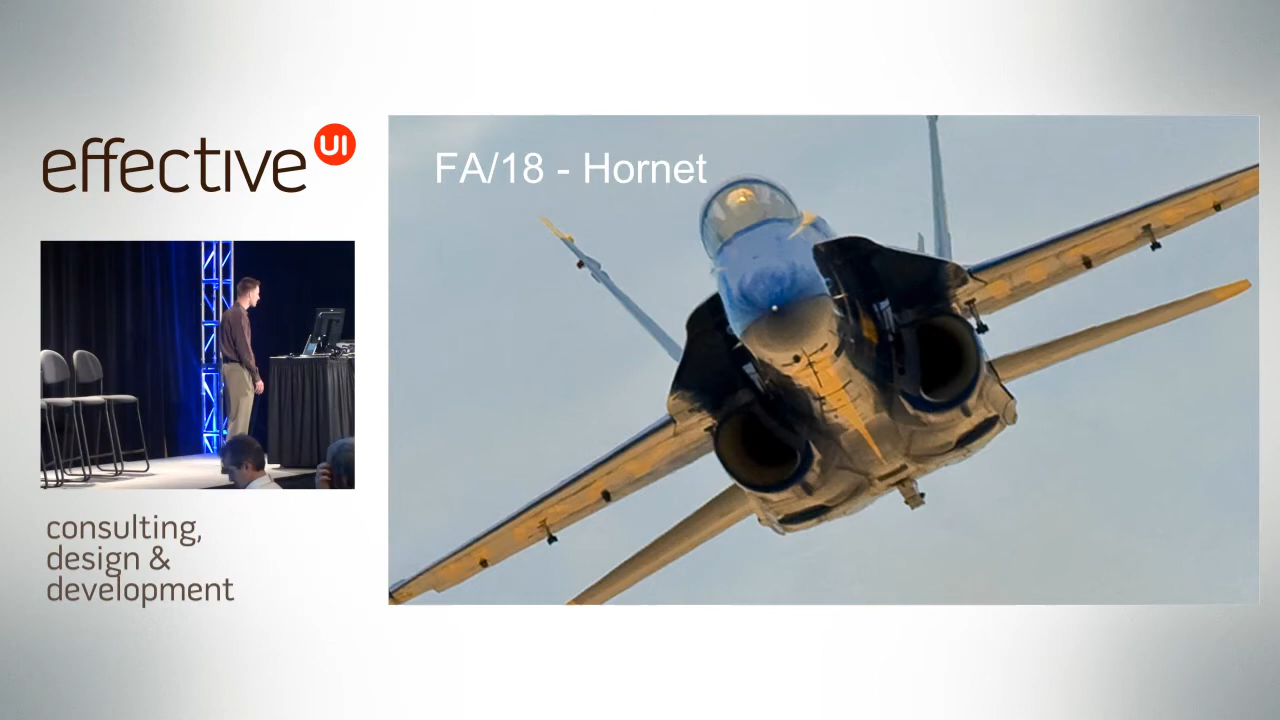 effective UI
FA/18 - Hornet
consulting,
design &
development